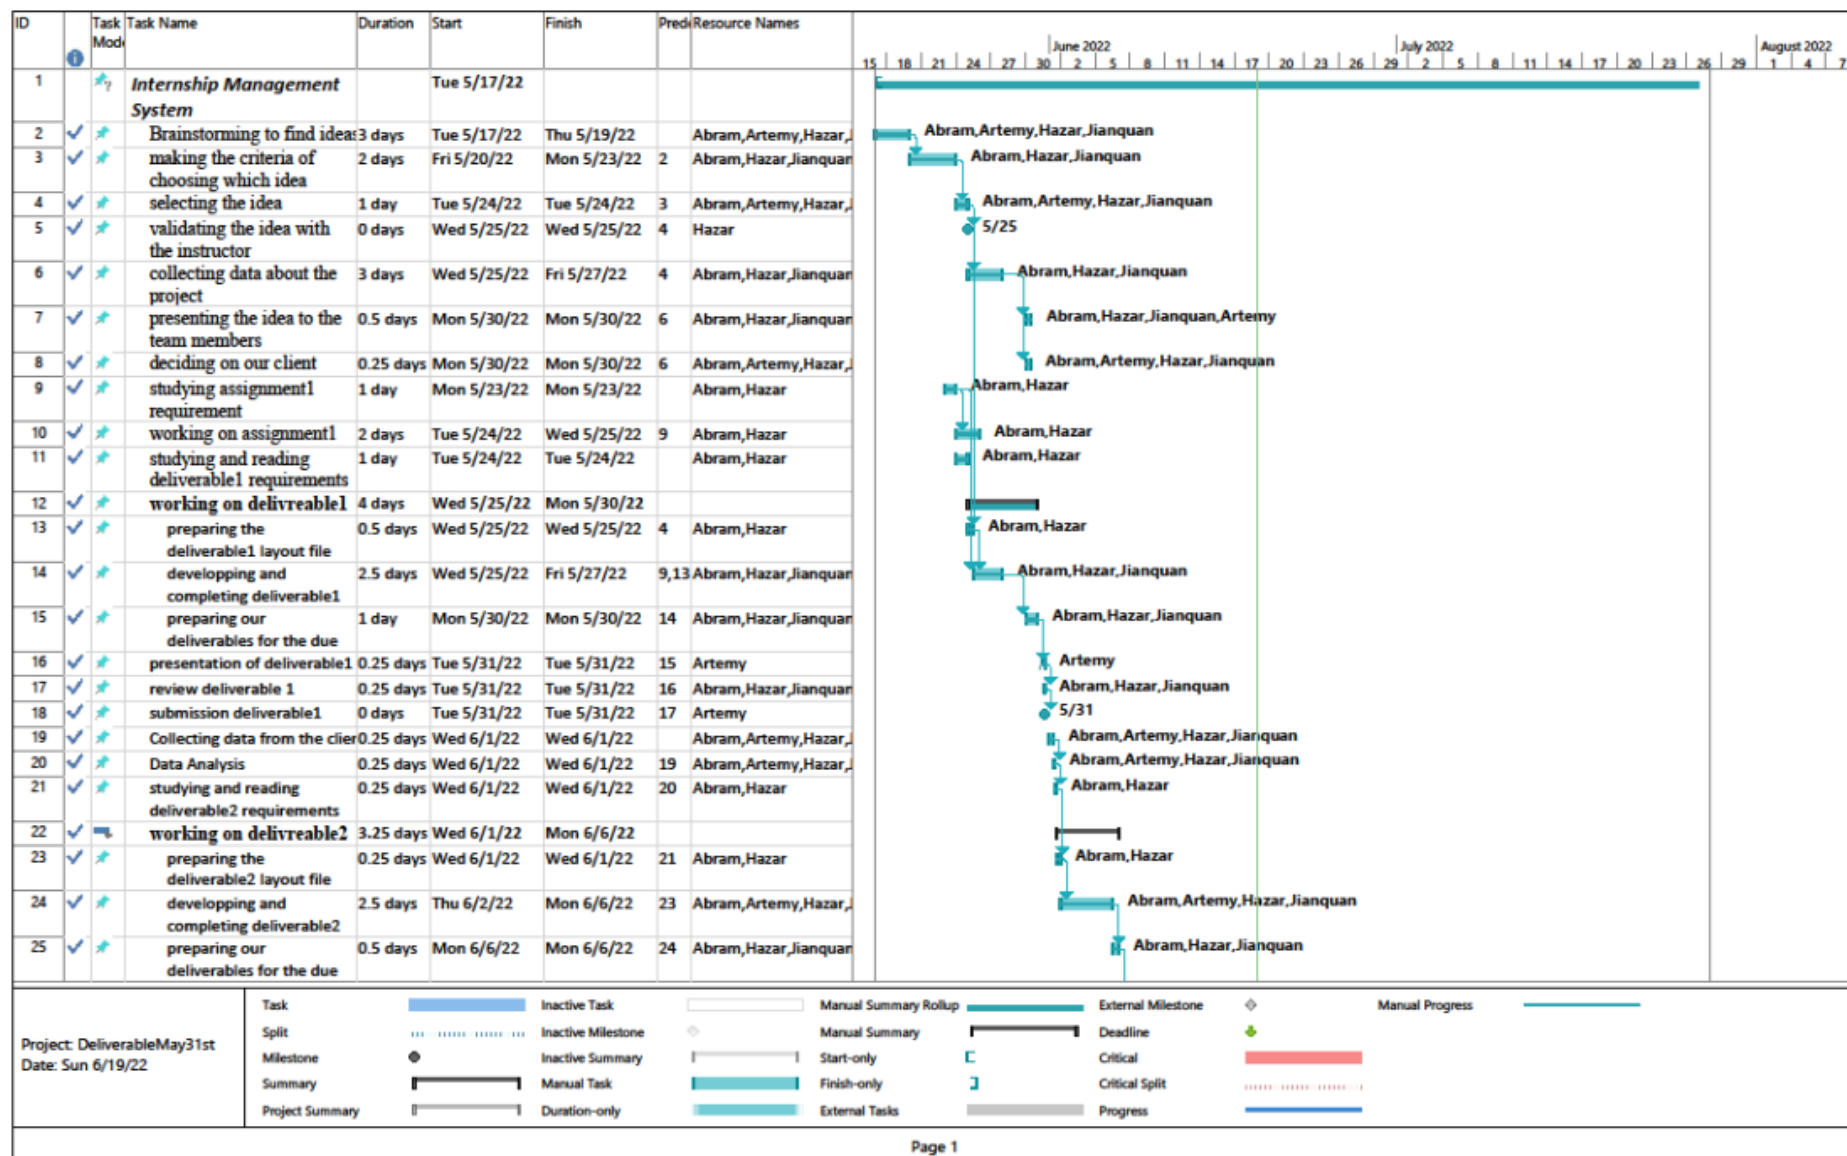 ID Task Mode Task Name Duration Start Finish Prede Resource Names
June 2022 July 2022 August 2022
15 18 21 24 27 30 2 5 8 11 14 17 20 23 26 29 2 5 8 11 14 17 20 23 26 29 1 4 7
1 Internship Management System Tue 5/17/22
2 Brainstorming to find ideas 3 days Tue 5/17/22 Thu 5/19/22 Abram,Artemy,Hazar,J Abram,Artemy,Hazar,Jianquan
3 making the criteria of choosing which idea 2 days Fri 5/20/22 Mon 5/23/22 2 Abram,Hazar,Jianquan Abram,Hazar,Jianquan
4 selecting the idea 1 day Tue 5/24/22 Tue 5/24/22 3 Abram,Artemy,Hazar,J Abram,Artemy,Hazar,Jianquan
5 validating the idea with the instructor 0 days Wed 5/25/22 Wed 5/25/22 4 Hazar 5/25
6 collecting data about the project 3 days Wed 5/25/22 Fri 5/27/22 4 Abram,Hazar,Jianquan Abram,Hazar,Jianquan
7 presenting the idea to the team members 0.5 days Mon 5/30/22 Mon 5/30/22 6 Abram,Hazar,Jianquan Abram,Hazar,Jianquan,Artemy
8 deciding on our client 0.25 days Mon 5/30/22 Mon 5/30/22 6 Abram,Artemy,Hazar,J Abram,Artemy,Hazar,Jianquan
9 studying assignment1 requirement 1 day Mon 5/23/22 Mon 5/23/22 Abram,Hazar Abram,Hazar
10 working on assignment1 2 days Tue 5/24/22 Wed 5/25/22 9 Abram,Hazar Abram,Hazar
11 studying and reading deliverable1 requirements 1 day Tue 5/24/22 Tue 5/24/22 Abram,Hazar Abram,Hazar
12 working on delivreable1 4 days Wed 5/25/22 Mon 5/30/22
13 preparing the deliverable1 layout file 0.5 days Wed 5/25/22 Wed 5/25/22 4 Abram,Hazar Abram,Hazar
14 developping and completing deliverable1 2.5 days Wed 5/25/22 Fri 5/27/22 9,13 Abram,Hazar,Jianquan Abram,Hazar,Jianquan
15 preparing our deliverables for the due 1 day Mon 5/30/22 Mon 5/30/22 14 Abram,Hazar,Jianquan Abram,Hazar,Jianquan
16 presentation of deliverable1 0.25 days Tue 5/31/22 Tue 5/31/22 15 Artemy Artemy
17 review deliverable 1 0.25 days Tue 5/31/22 Tue 5/31/22 16 Abram,Hazar,Jianquan Abram,Hazar,Jianquan
18 submission deliverable1 0 days Tue 5/31/22 Tue 5/31/22 17 Artemy 5/31
19 Collecting data from the clien 0.25 days Wed 6/1/22 Wed 6/1/22 Abram,Artemy,Hazar,J Abram,Artemy,Hazar,Jianquan
20 Data Analysis 0.25 days Wed 6/1/22 Wed 6/1/22 19 Abram,Artemy,Hazar,J Abram,Artemy,Hazar,Jianquan
21 studying and reading deliverable2 requirements 0.25 days Wed 6/1/22 Wed 6/1/22 20 Abram,Hazar Abram,Hazar
22 working on delivreable2 3.25 days Wed 6/1/22 Mon 6/6/22
23 preparing the deliverable2 layout file 0.25 days Wed 6/1/22 Wed 6/1/22 21 Abram,Hazar Abram,Hazar
24 developping and completing deliverable2 2.5 days Thu 6/2/22 Mon 6/6/22 23 Abram,Artemy,Hazar,J Abram,Artemy,Hazar,Jianquan
25 preparing our deliverables for the due 0.5 days Mon 6/6/22 Mon 6/6/22 24 Abram,Hazar,Jianquan Abram,Hazar,Jianquan
Project: DeliverableMay31st
Date: Sun 6/19/22
Task Inactive Task Manual Summary Rollup External Milestone Manual Progress
Split Inactive Milestone Manual Summary Deadline
Milestone Inactive Summary Start-only Critical
Summary Manual Task Finish-only Critical Split
Project Summary Duration-only External Tasks Progress
Page 1